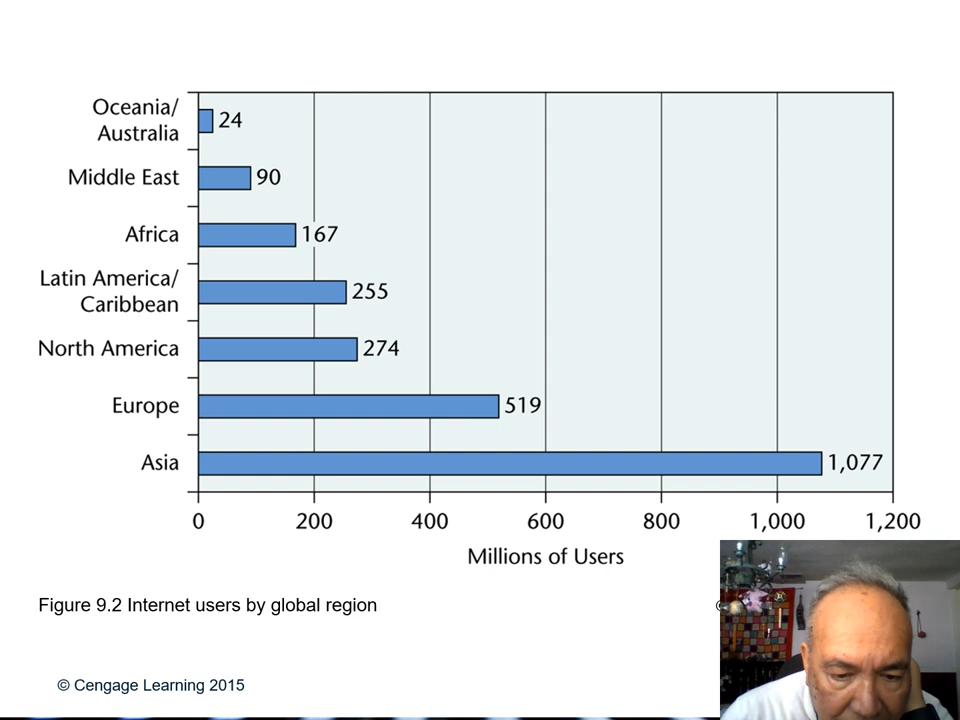 Oceania/
Australia
24
Middle East
90
Africa
167
Latin America/
Caribbean
255
North America
274
Europe
519
Asia
1,077
0 200 400 600 800 1,000 1,200
Millions of Users
Figure 9.2 Internet users by global region
© Cengage Learning 2015